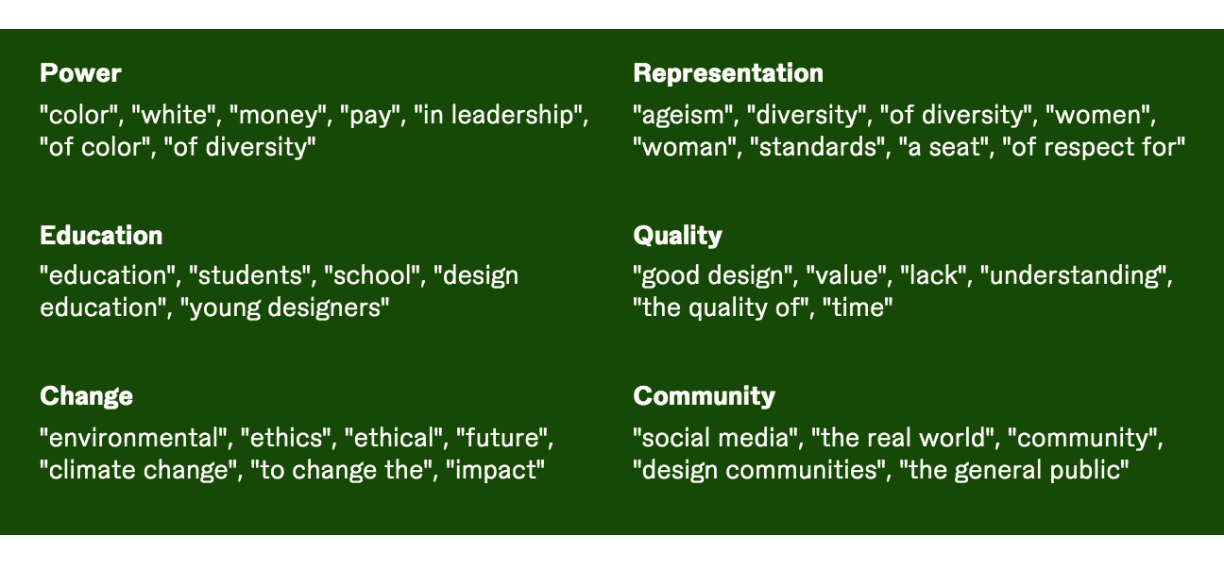 Power
"color", "white", "money", "pay", "in leadership",
"of color", "of diversity"
Representation
"ageism", "diversity", "of diversity", "women",
"woman", "standards", "a seat", "of respect for"
Education
"education", "students", "school", "design
education", "young designers"
Quality
"good design", "value", "lack", "understanding",
"the quality of", "time"
Change
"environmental", "ethics", "ethical", "future",
"climate change", "to change the", "impact"
Community
"social media", "the real world", "community",
"design communities", "the general public"